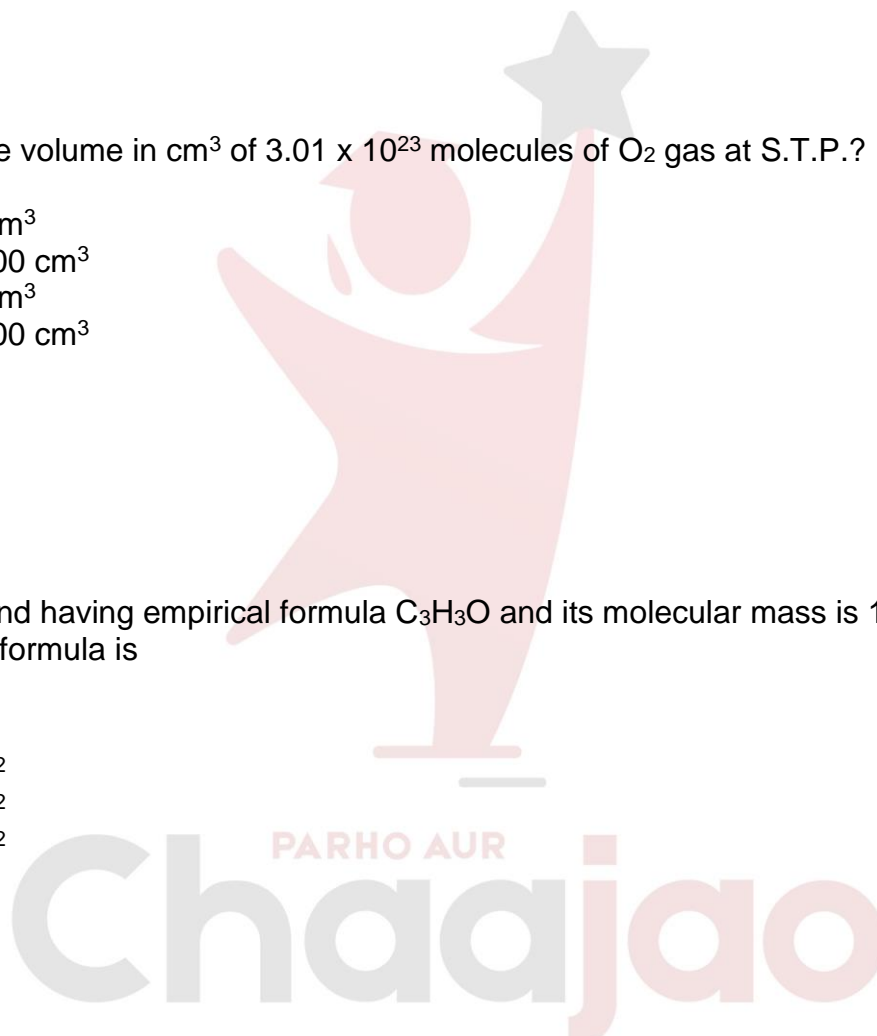 e volume in cm³ of 3.01 x 10²³ molecules of O₂ gas at S.T.P.?
m³
00 cm³
m³
00 cm³
nd having empirical formula C₃H₃O and its molecular mass is 1
formula is
2
2
2
PARHO AUR
Chaajao